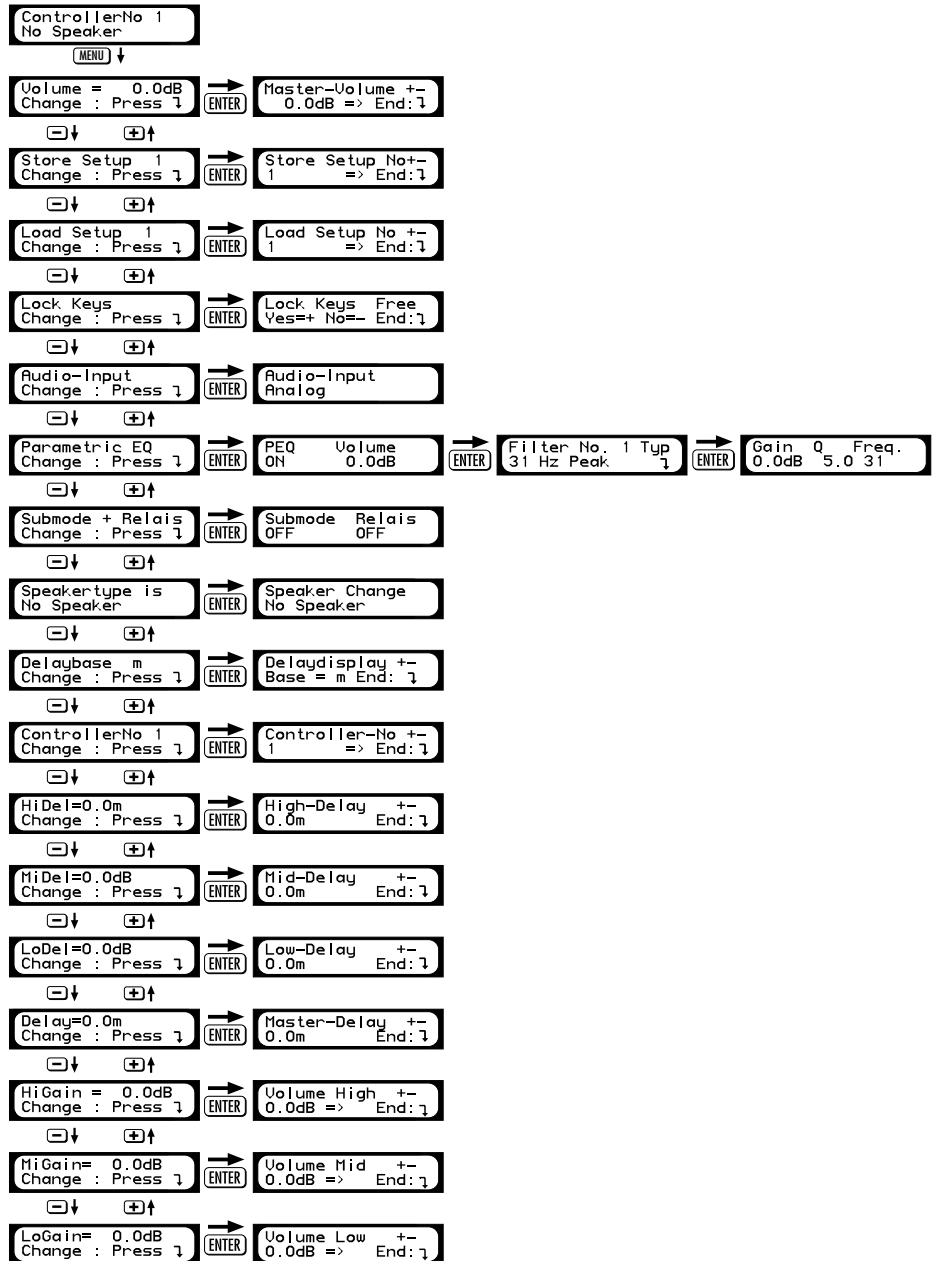 ControllerNo 1
No Speaker
MENU
Volume = 0.0dB
Change : Press ↴
ENTER
Master-Volume +-
0.0dB => End:↴
Store Setup 1
Change : Press ↴
ENTER
Store Setup No+-
1 => End:↴
Load Setup 1
Change : Press ↴
ENTER
Load Setup No +-
1 => End:↴
Lock Keys
Change : Press ↴
ENTER
Lock Keys Free
Yes=+ No=- End:↴
Audio-Input
Change : Press ↴
ENTER
Audio-Input
Analog
Parametric EQ
Change : Press ↴
ENTER
PEQ Volume
ON 0.0dB
ENTER
Filter No. 1 Typ
31 Hz Peak ↴
ENTER
Gain Q Freq.
0.0dB 5.0 31
Submode + Relais
Change : Press ↴
ENTER
Submode Relais
OFF OFF
Speakertype is
No Speaker
ENTER
Speaker Change
No Speaker
Delaybase m
Change : Press ↴
ENTER
Delaydisplay +-
Base = m End: ↴
ControllerNo 1
Change : Press ↴
ENTER
Controller-No +-
1 => End:↴
HiDel=0.0m
Change : Press ↴
ENTER
High-Delay +-
0.0m End:↴
MiDel=0.0dB
Change : Press ↴
ENTER
Mid-Delay +-
0.0m End:↴
LoDel=0.0dB
Change : Press ↴
ENTER
Low-Delay +-
0.0m End:↴
Delay=0.0m
Change : Press ↴
ENTER
Master-Delay +-
0.0m End:↴
HiGain = 0.0dB
Change : Press ↴
ENTER
Volume High +-
0.0dB => End:↴
MiGain= 0.0dB
Change : Press ↴
ENTER
Volume Mid +-
0.0dB => End:↴
LoGain= 0.0dB
Change : Press ↴
ENTER
Volume Low +-
0.0dB => End:↴